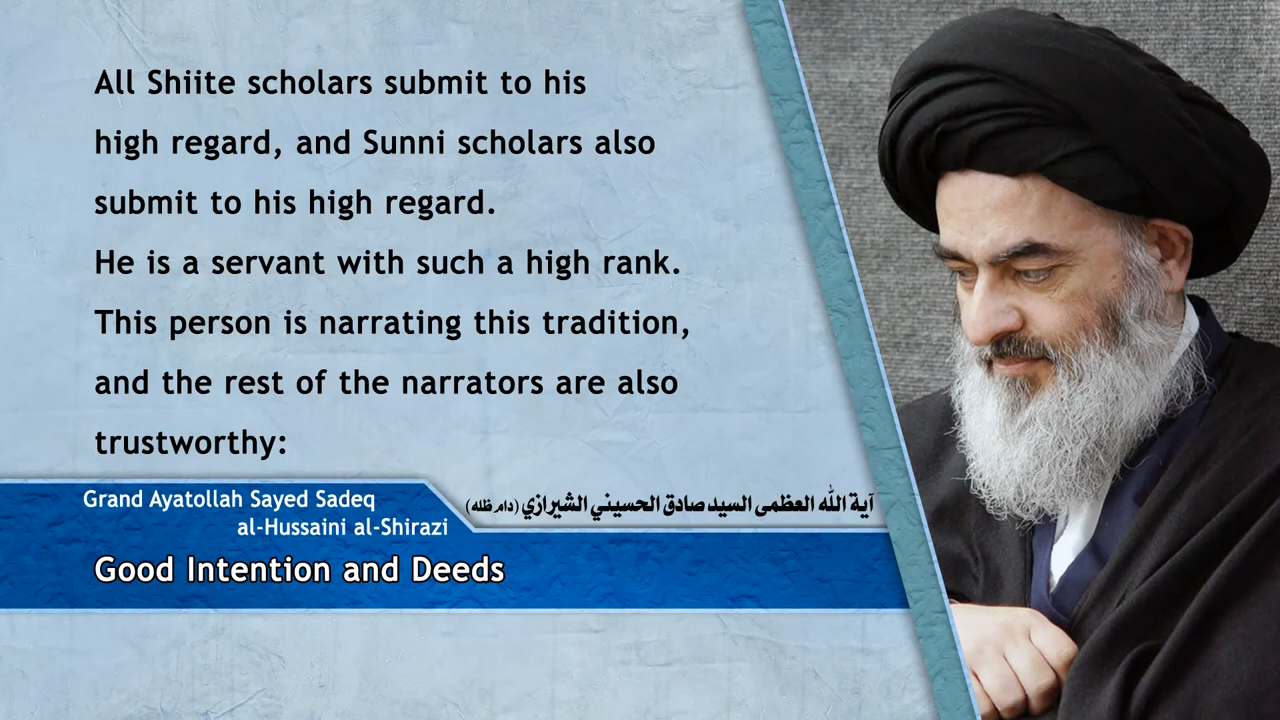 All Shiite scholars submit to his
high regard, and Sunni scholars also
submit to his high regard.
He is a servant with such a high rank.
This person is narrating this tradition,
and the rest of the narrators are also
trustworthy:
Grand Ayatollah Sayed Sadeq
al-Hussaini al-Shirazi
آية الله العظمى السيد صادق الحسيني الشيرازي (دام ظله)
Good Intention and Deeds